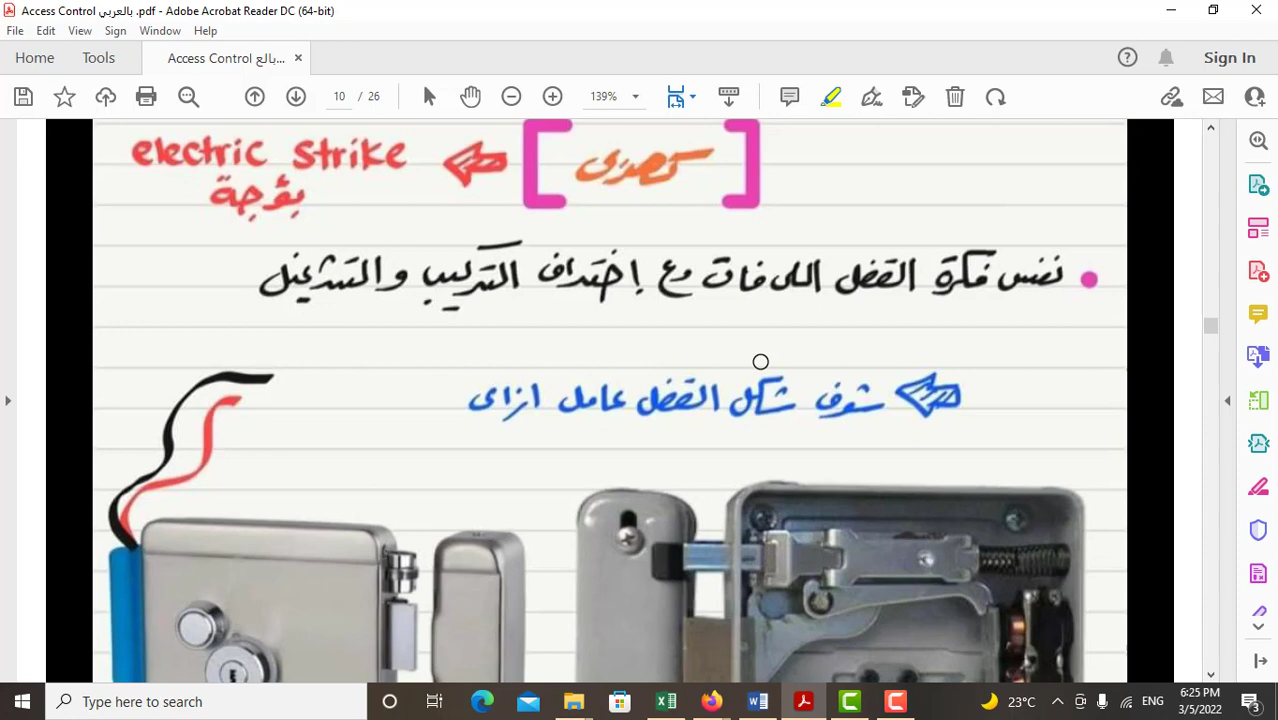 Access Control بالعربي .pdf - Adobe Acrobat Reader DC (64-bit)
File Edit View Sign Window Help
Home Tools Access Control بالع... Sign In
10 / 26 139%
electric strike
نفس فكرة القفل اللى فات مع إختلاف التركيب والتشغيل
شوف شكل القفل عامل ازاى
Type here to search
23°C ENG 6:25 PM
3/5/2022
3